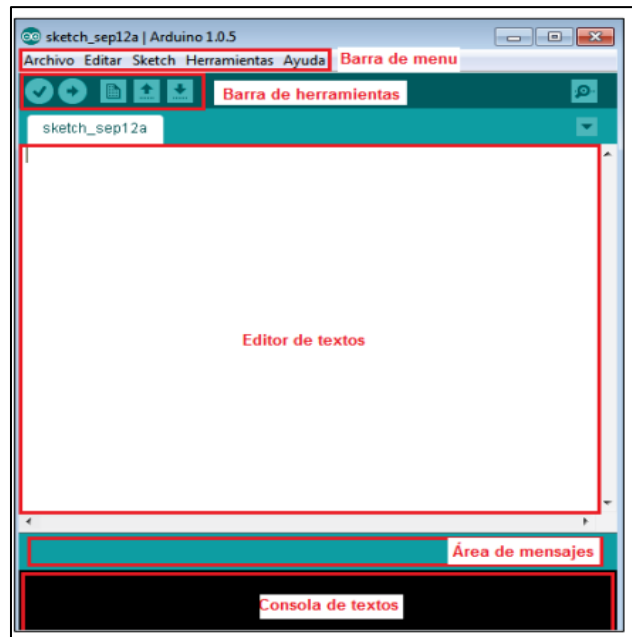 sketch_sep12a | Arduino 1.0.5
Archivo Editar Sketch Herramientas Ayuda Barra de menu
Barra de herramientas
sketch_sep12a
Editor de textos
Área de mensajes
Consola de textos